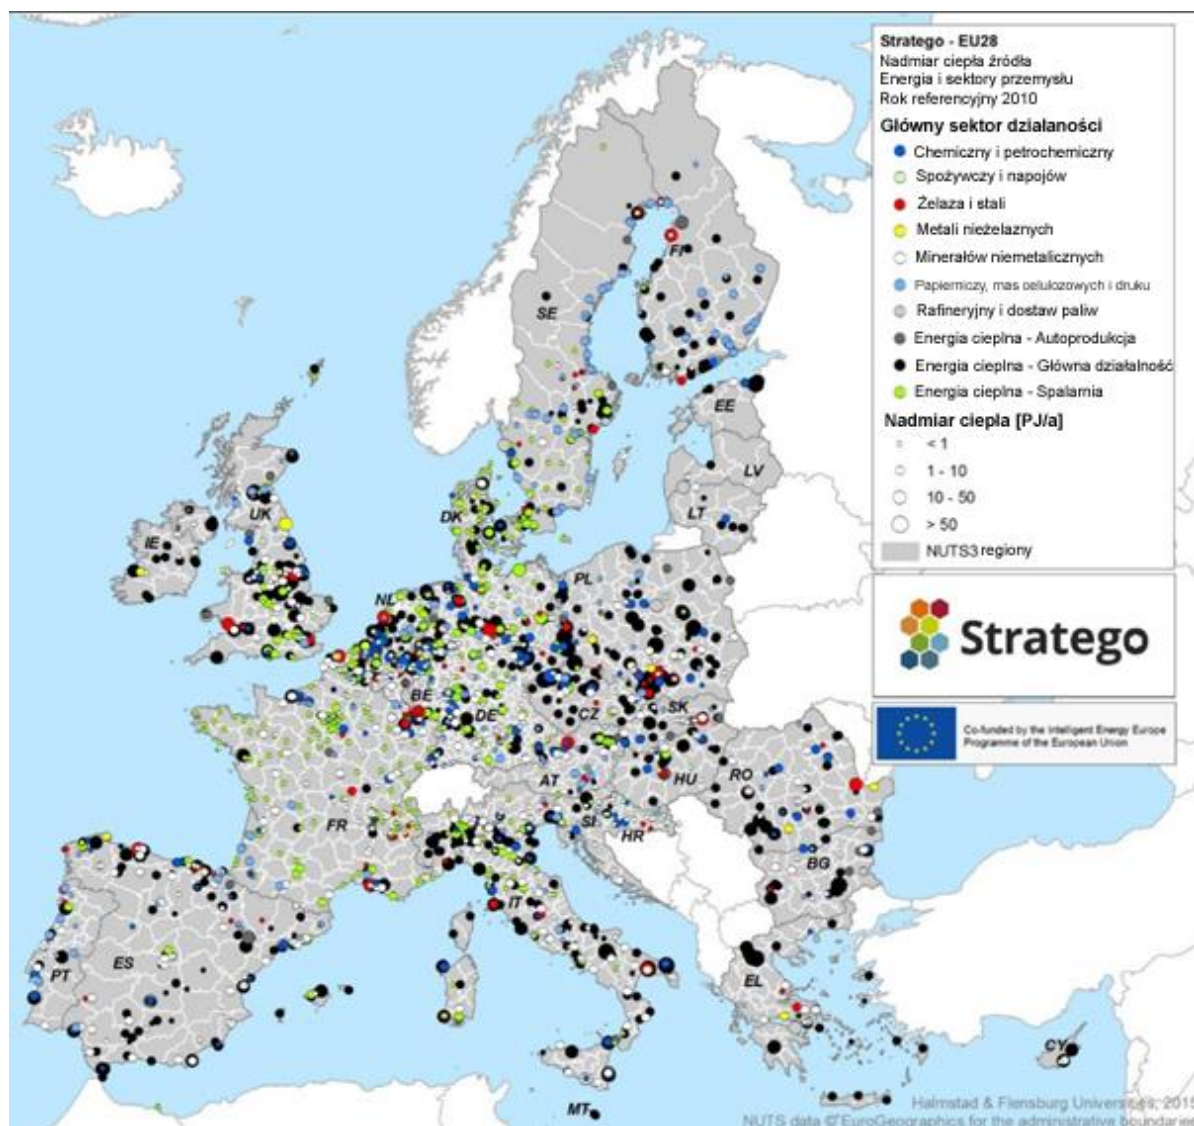 Stratego - EU28
Nadmiar ciepła źródła
Energia i sektory przemysłu
Rok referencyjny 2010
Główny sektor działaności
Chemiczny i petrochemiczny
Spożywczy i napojów
Żelaza i stali
Metali nieżelaznych
Minerałów niemetalicznych
Papierniczy, mas celulozowych i druku
Rafineryjny i dostaw paliw
Energia cieplna - Autoprodukcja
Energia cieplna - Główna działalność
Energia cieplna - Spalarnia
Nadmiar ciepła [PJ/a]
< 1
1 - 10
10 - 50
> 50
NUTS3 regiony
Stratego
Co-funded by the Intelligent Energy Europe
Programme of the European Union
FI
SE
EE
LV
LT
DK
UK
IE
NL
PL
BE
DE
CZ
SK
AT
HU
RO
FR
SI
HR
BG
IT
PT
ES
EL
CY
MT
Halmstad & Flensburg Universities, 2015
NUTS data © EuroGeographics for the administrative boundaries